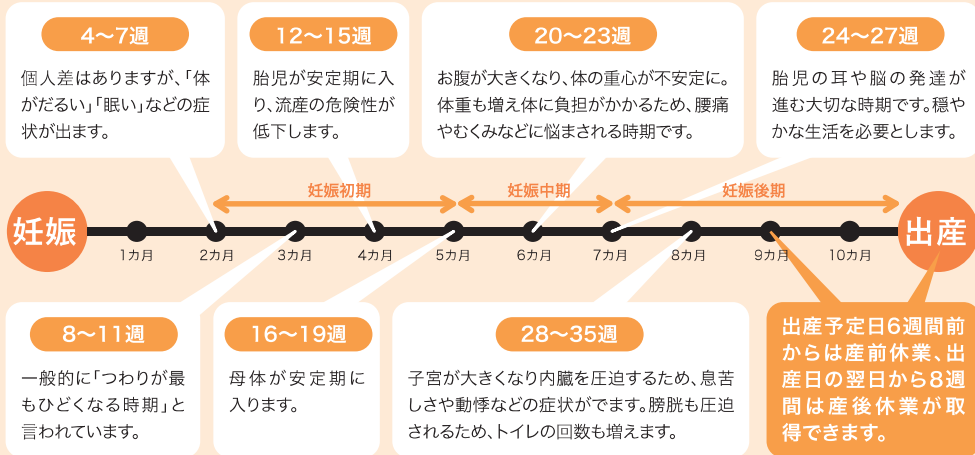 4〜7週
個人差はありますが、「体
がだるい」「眠い」などの症
状が出ます。
12〜15週
胎児が安定期に入
り、流産の危険性が
低下します。
20〜23週
お腹が大きくなり、体の重心が不安定に。
体重も増え体に負担がかかるため、腰痛
やむくみなどに悩まされる時期です。
24〜27週
胎児の耳や脳の発達が
進む大切な時期です。穏や
かな生活を必要とします。
妊娠初期
妊娠中期
妊娠後期
妊娠
出産
1カ月
2カ月
3カ月
4カ月
5カ月
6カ月
7カ月
8カ月
9カ月
10カ月
8〜11週
一般的に「つわりが最
もひどくなる時期」と
言われています。
16〜19週
母体が安定期に
入ります。
28〜35週
子宮が大きくなり内臓を圧迫するため、息苦
しさや動悸などの症状がでます。膀胱も圧迫
されるため、トイレの回数も増えます。
出産予定日6週間前
からは産前休業、出
産日の翌日から8週
間は産後休業が取
得できます。